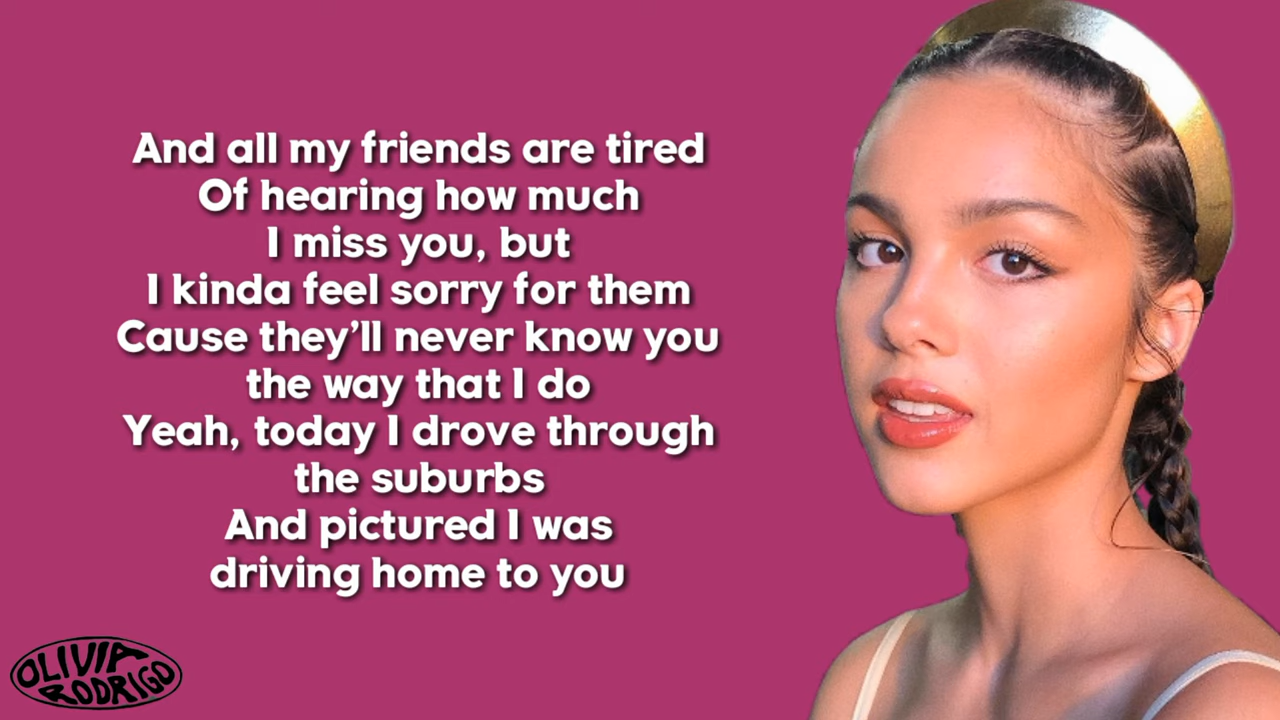 And all my friends are tired
Of hearing how much
I miss you, but
I kinda feel sorry for them
Cause they’ll never know you
the way that I do
Yeah, today I drove through
the suburbs
And pictured I was
driving home to you
OLIVIA
RODRIGO